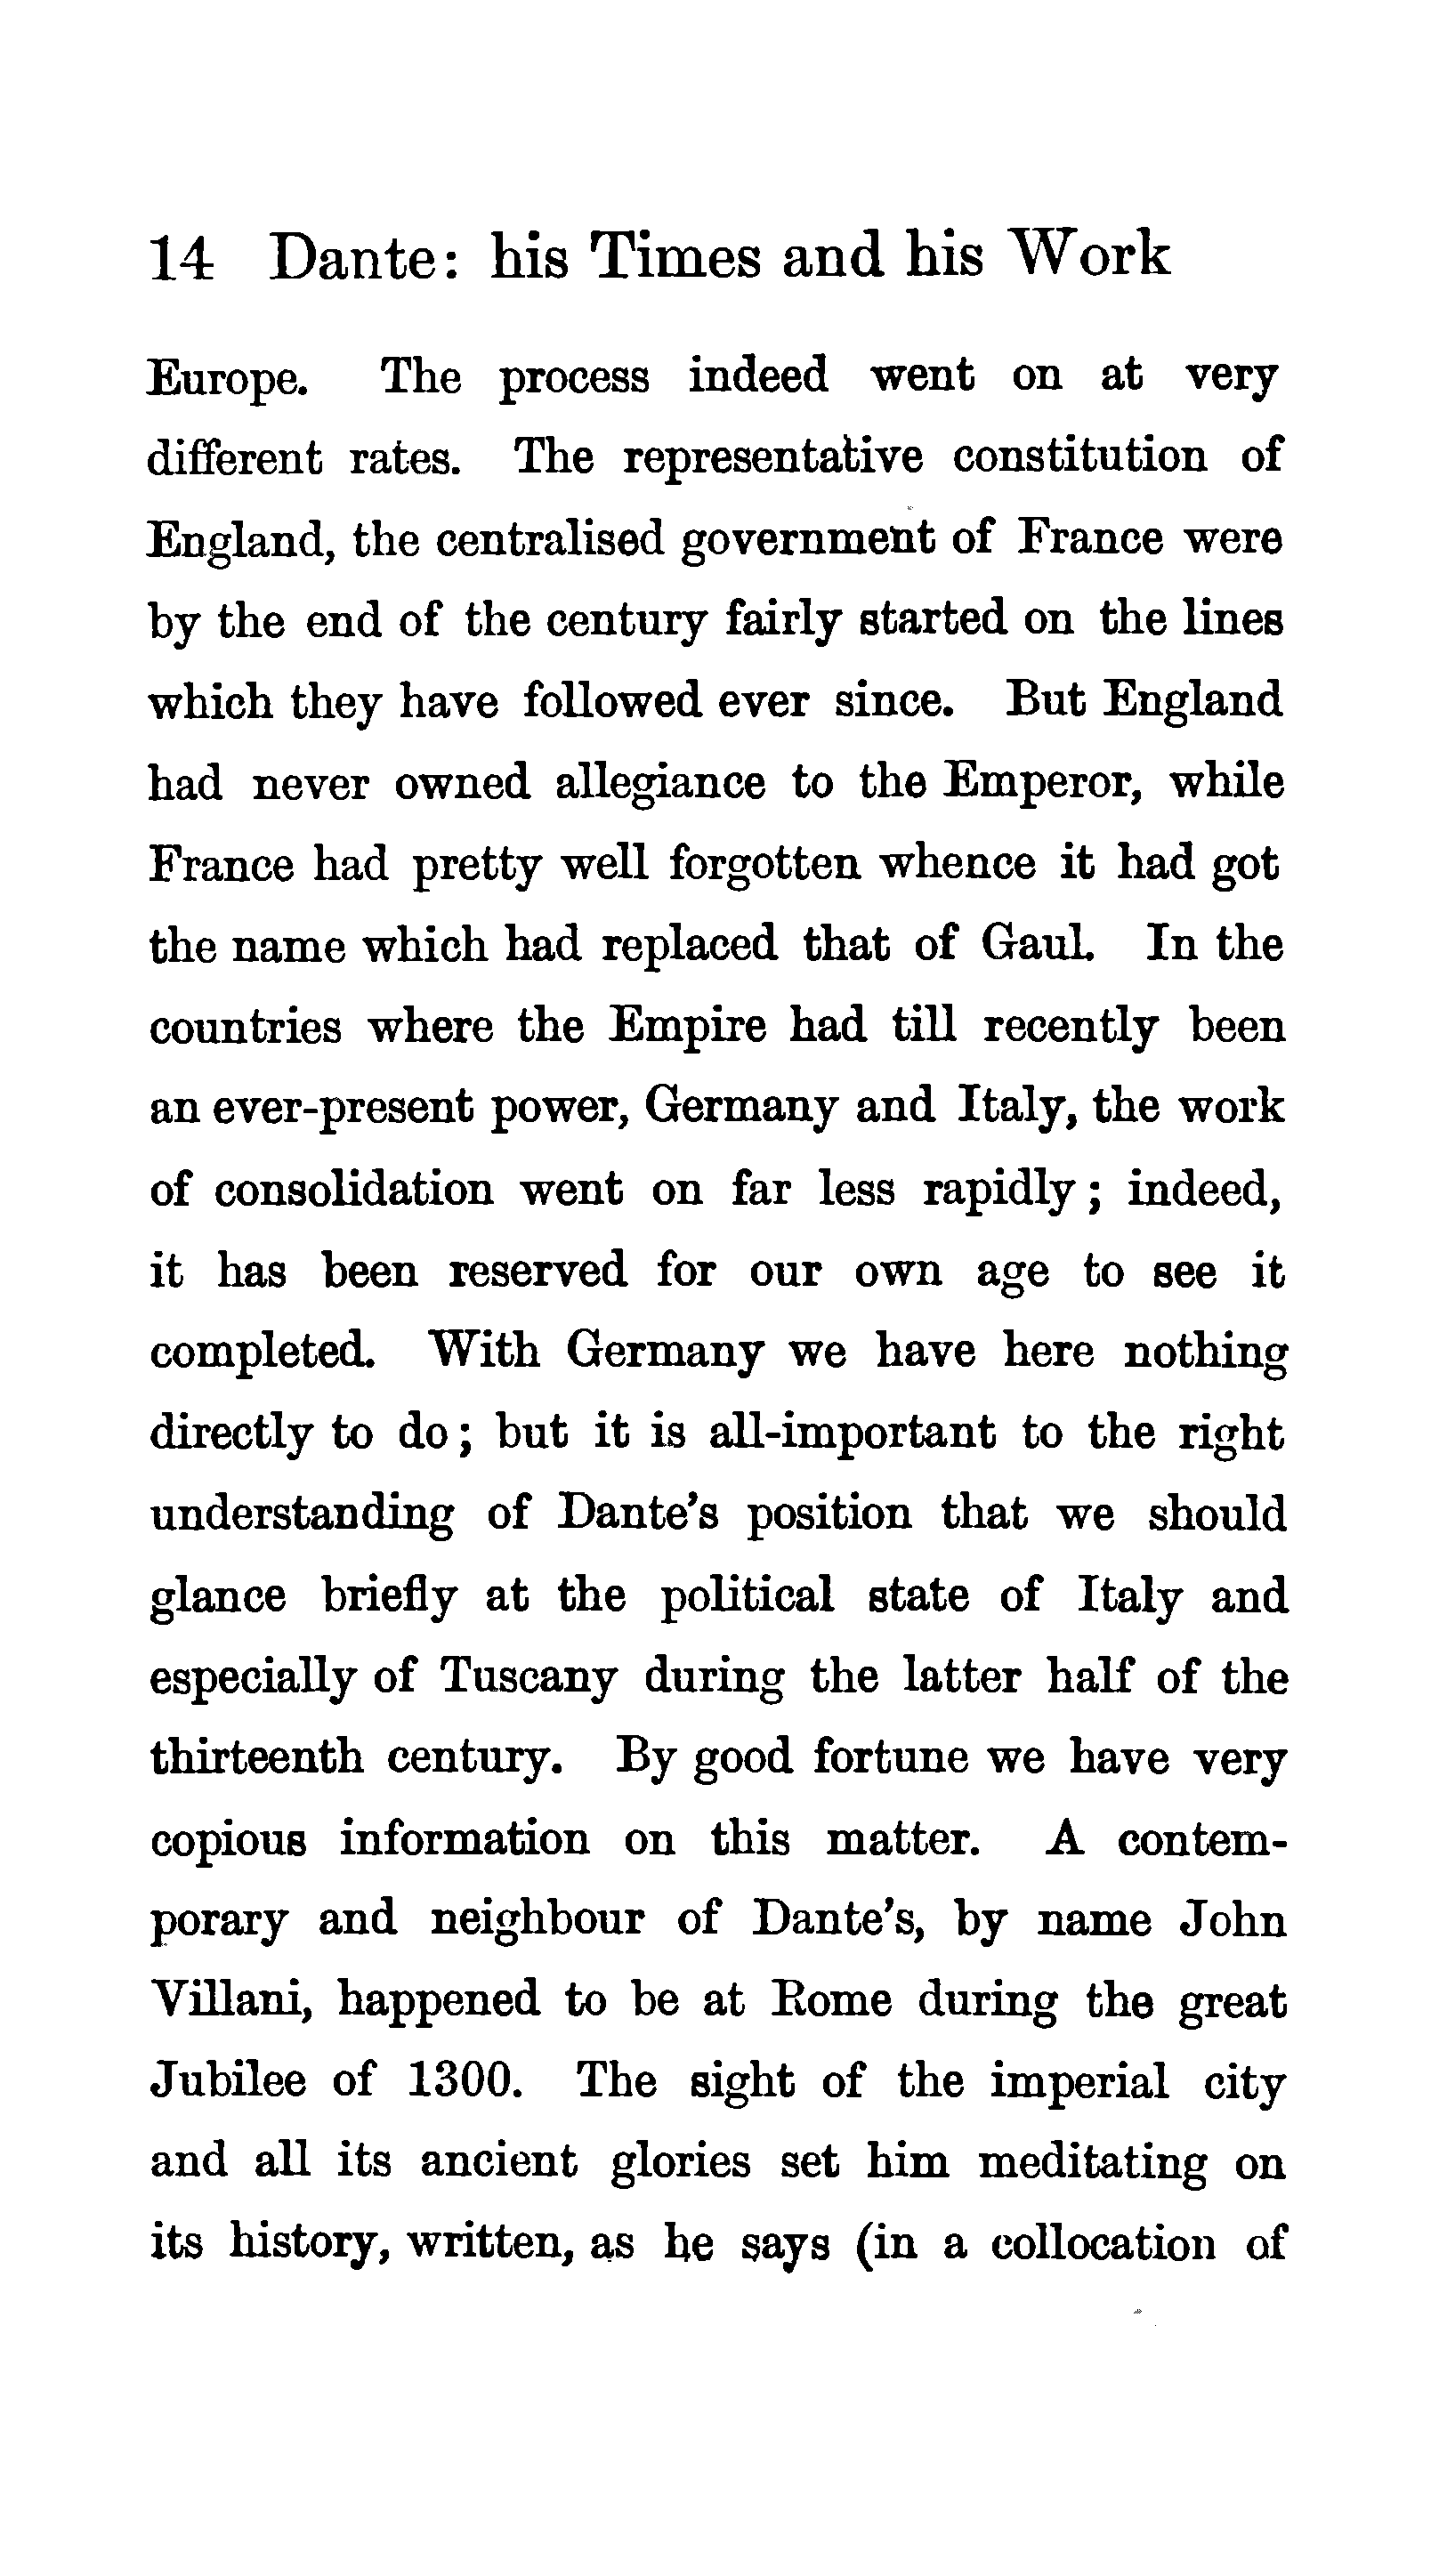 14 Dante: his Times and his Work
Europe. The process indeed went on at very
different rates. The representative constitution of
England, the centralised government of France were
by the end of the century fairly started on the lines
which they have followed ever since. But England
had never owned allegiance to the Emperor, while
France had pretty well forgotten whence it had got
the name which had replaced that of Gaul. In the
countries where the Empire had till recently been
an ever-present power, Germany and Italy, the work
of consolidation went on far less rapidly; indeed,
it has been reserved for our own age to see it
completed. With Germany we have here nothing
directly to do; but it is all-important to the right
understanding of Dante's position that we should
glance briefly at the political state of Italy and
especially of Tuscany during the latter half of the
thirteenth century. By good fortune we have very
copious information on this matter. A contem-
porary and neighbour of Dante's, by name John
Villani, happened to be at Rome during the great
Jubilee of 1300. The sight of the imperial city
and all its ancient glories set him meditating on
its history, written, as he says (in a collocation of